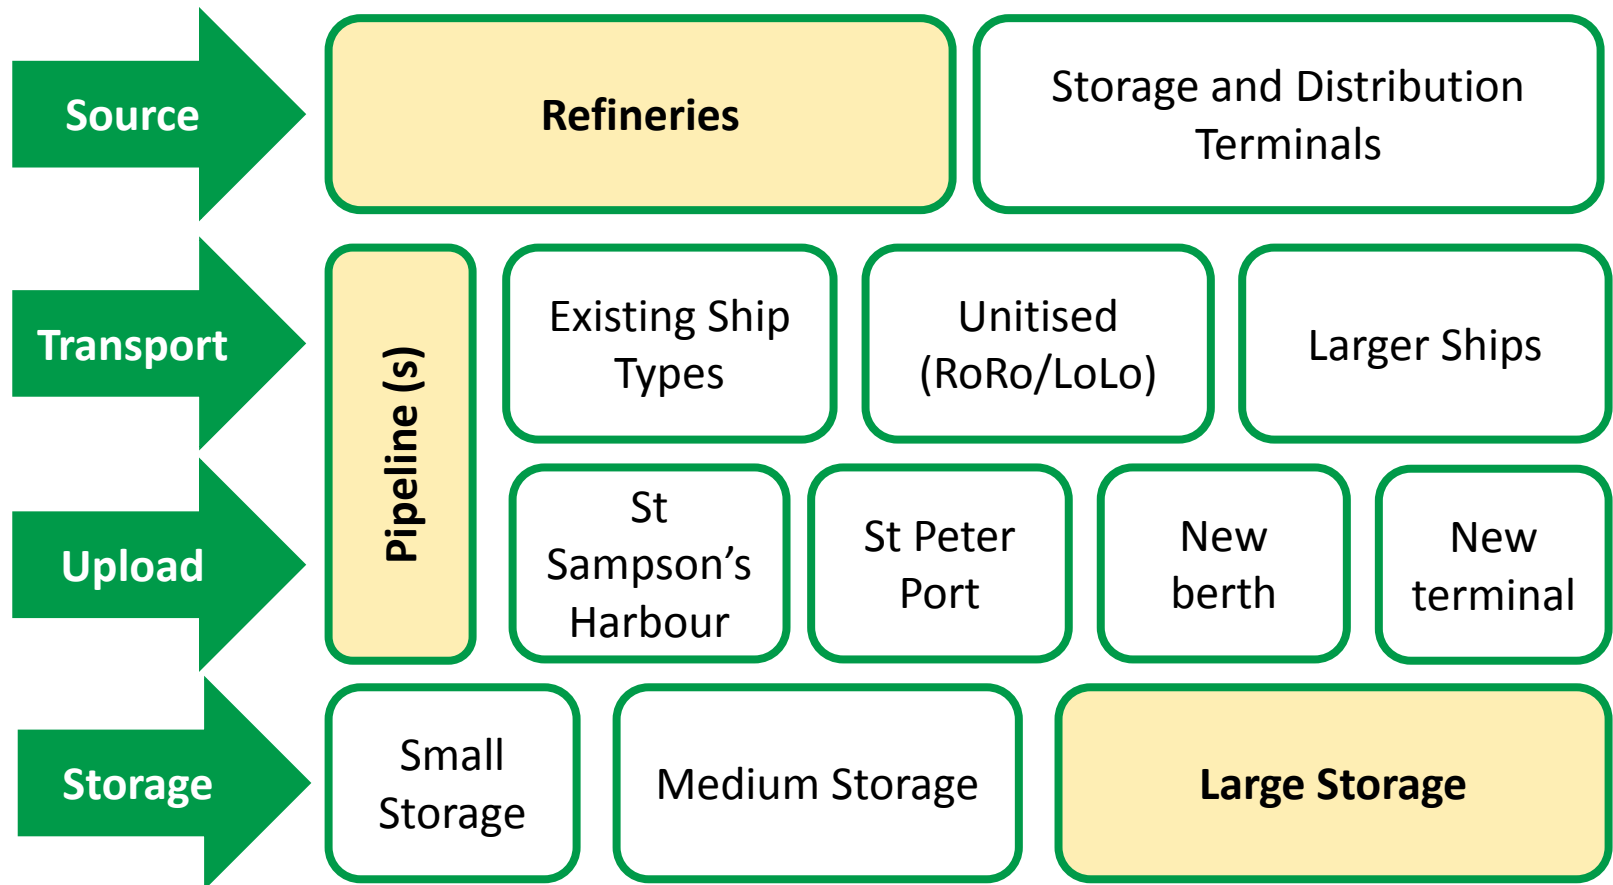 Source
Refineries
Storage and Distribution
Terminals
Transport
Pipeline (s)
Existing Ship
Types
Unitised
(RoRo/LoLo)
Larger Ships
Upload
St
Sampson’s
Harbour
St Peter
Port
New
berth
New
terminal
Storage
Small
Storage
Medium Storage
Large Storage